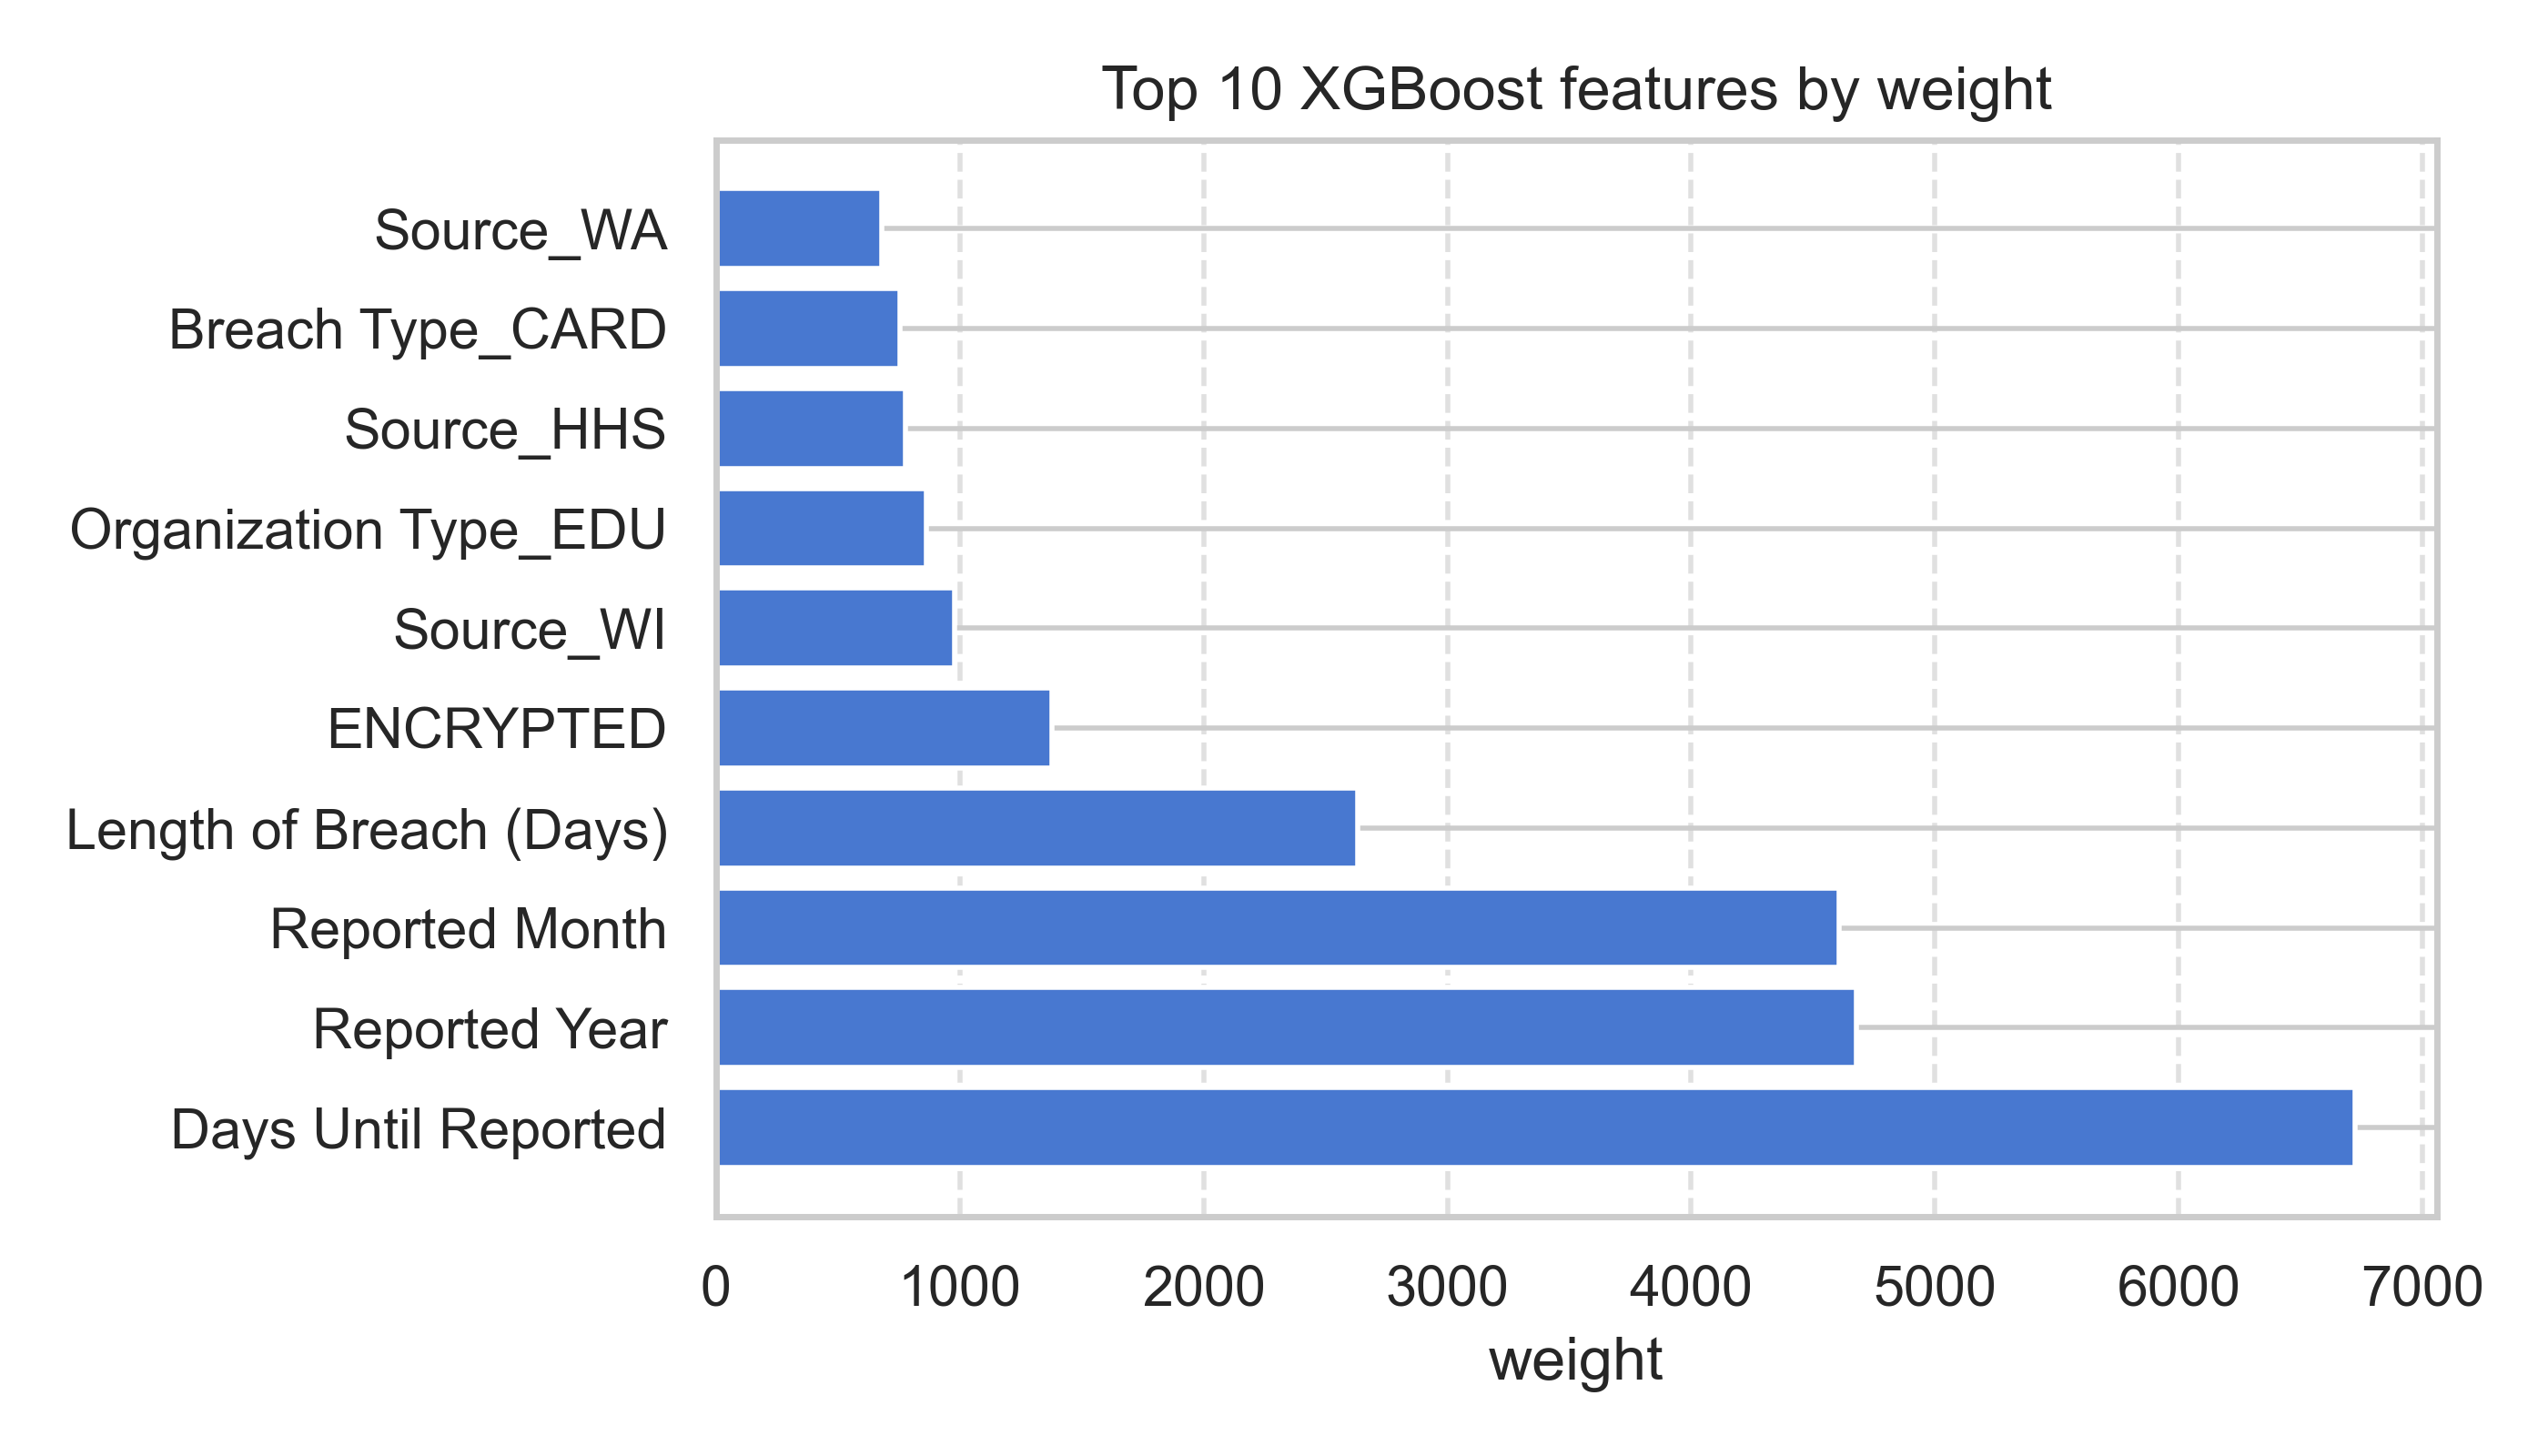 Top 10 XGBoost features by weight
Source_WA
Breach Type_CARD
Source_HHS
Organization Type_EDU
Source_WI
ENCRYPTED
Length of Breach (Days)
Reported Month
Reported Year
Days Until Reported
0 1000 2000 3000 4000 5000 6000 7000
weight